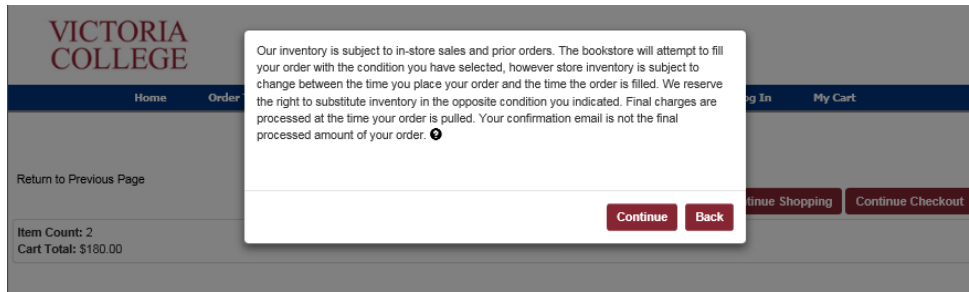 VICTORIA
COLLEGE
Our inventory is subject to in-store sales and prior orders. The bookstore will attempt to fill
your order with the condition you have selected, however store inventory is subject to
change between the time you place your order and the time the order is filled. We reserve
the right to substitute inventory in the opposite condition you indicated. Final charges are
processed at the time your order is pulled. Your confirmation email is not the final
processed amount of your order.
Continue Back
Home Order In My Cart
Return to Previous Page
Shopping Continue Checkout
Item Count: 2
Cart Total: $180.00